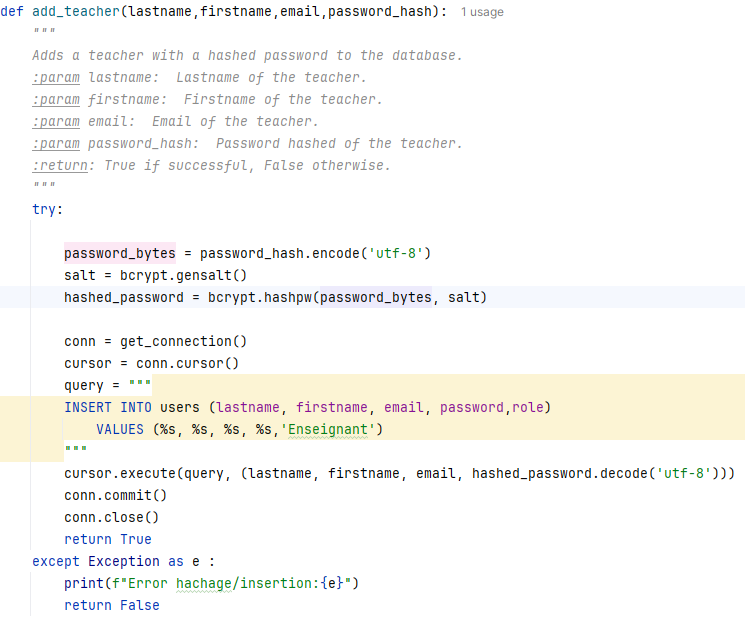 def add_teacher(lastname,firstname,email,password_hash): 1 usage
    """
    Adds a teacher with a hashed password to the database.
    :param lastname:  Lastname of the teacher.
    :param firstname:  Firstname of the teacher.
    :param email:  Email of the teacher.
    :param password_hash:  Password hashed of the teacher.
    :return: True if successful, False otherwise.
    """
    try:
        password_bytes = password_hash.encode('utf-8')
        salt = bcrypt.gensalt()
        hashed_password = bcrypt.hashpw(password_bytes, salt)
        conn = get_connection()
        cursor = conn.cursor()
        query = """
        INSERT INTO users (lastname, firstname, email, password,role)
            VALUES (%s, %s, %s, %s,'Enseignant')
        """
        cursor.execute(query, (lastname, firstname, email, hashed_password.decode('utf-8')))
        conn.commit()
        conn.close()
        return True
    except Exception as e :
        print(f"Error hachage/insertion:{e}")
        return False